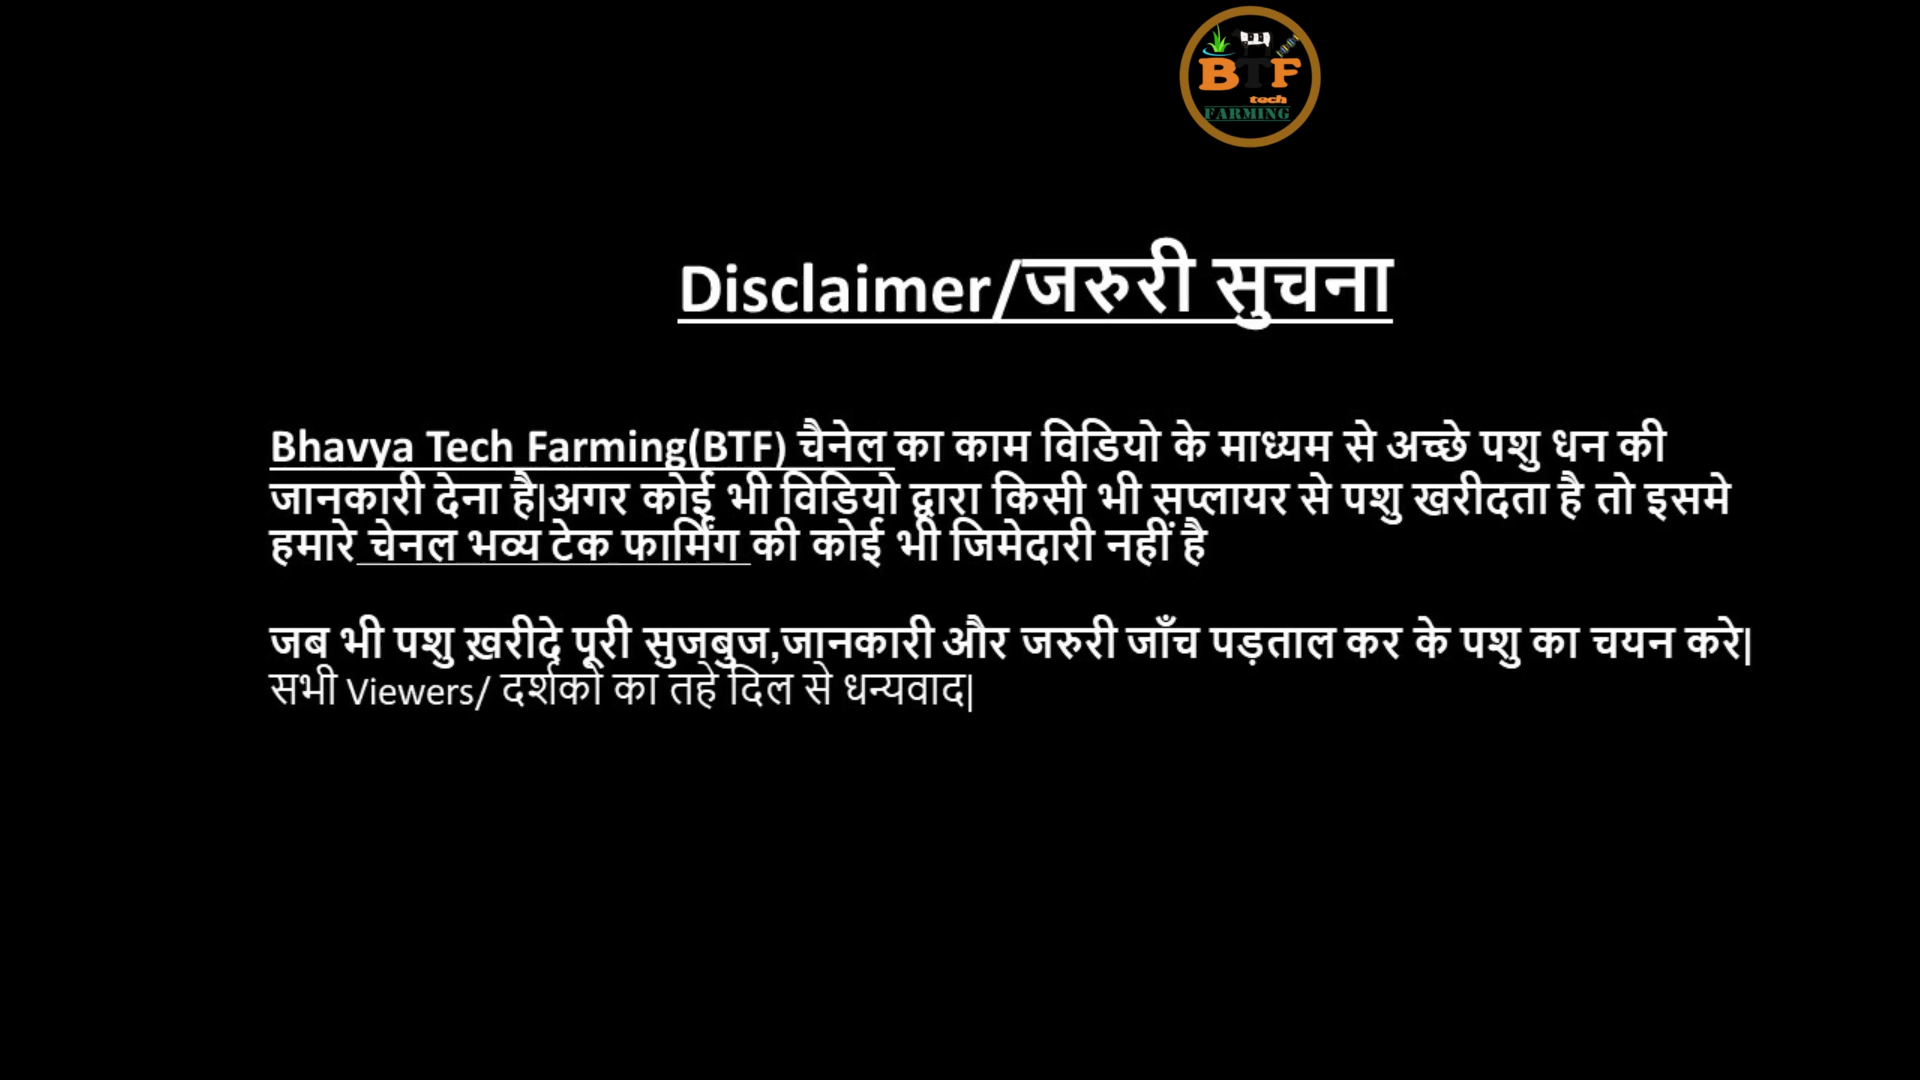 BTF
tech
FARMING
Disclaimer/जरुरी सुचना
Bhavya Tech Farming(BTF) चैनेल का काम विडियो के माध्यम से अच्छे पशु धन की
जानकारी देना है|अगर कोई भी विडियो द्वारा किसी भी सप्लायर से पशु खरीदता है तो इसमे
हमारे चेनल भव्य टेक फार्मिंग की कोई भी जिमेदारी नहीं है
जब भी पशु ख़रीदे पूरी सुजबुज,जानकारी और जरुरी जाँच पड़ताल कर के पशु का चयन करे|
सभी Viewers/ दर्शको का तहे दिल से धन्यवाद|